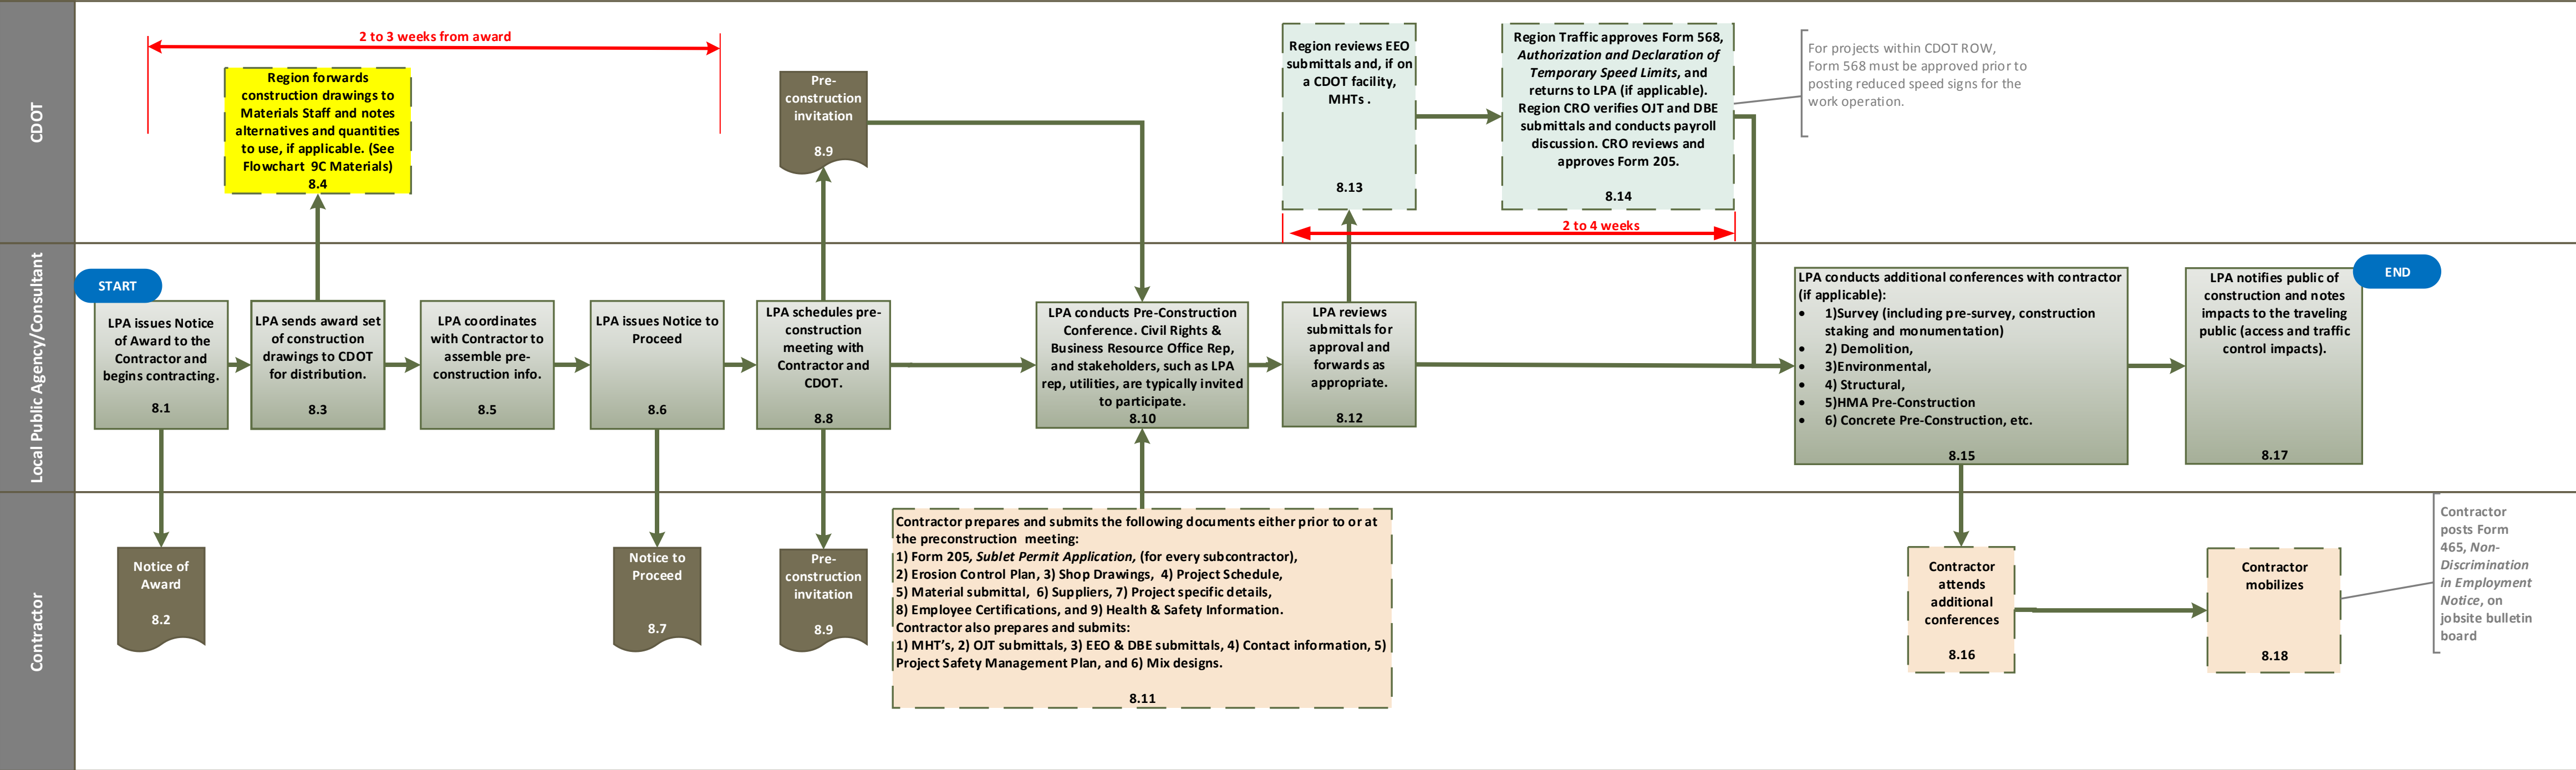 CDOT
2 to 3 weeks from award
Region forwards
construction drawings to
Materials Staff and notes
alternatives and quantities
to use, if applicable. (See
Flowchart 9C Materials)
8.4
Pre-
construction
invitation
8.9
Region reviews EEO
submittals and, if on
a CDOT facility,
MHTs .
8.13
Region Traffic approves Form 568,
Authorization and Declaration of
Temporary Speed Limits, and
returns to LPA (if applicable).
Region CRO verifies OJT and DBE
submittals and conducts payroll
discussion. CRO reviews and
approves Form 205.
8.14
For projects within CDOT ROW,
Form 568 must be approved prior to
posting reduced speed signs for the
work operation.
2 to 4 weeks
Local Public Agency/Consultant
START
LPA issues Notice
of Award to the
Contractor and
begins contracting.
8.1
LPA sends award set
of construction
drawings to CDOT
for distribution.
8.3
LPA coordinates
with Contractor to
assemble pre-
construction info.
8.5
LPA issues Notice to
Proceed
8.6
LPA schedules pre-
construction
meeting with
Contractor and
CDOT.
8.8
LPA conducts Pre-Construction
Conference. Civil Rights &
Business Resource Office Rep,
and stakeholders, such as LPA
rep, utilities, are typically invited
to participate.
8.10
LPA reviews
submittals for
approval and
forwards as
appropriate.
8.12
LPA conducts additional conferences with contractor
(if applicable):
• 1)Survey (including pre-survey, construction
staking and monumentation)
• 2) Demolition,
• 3)Environmental,
• 4) Structural,
• 5)HMA Pre-Construction
• 6) Concrete Pre-Construction, etc.
8.15
LPA notifies public of
construction and notes
impacts to the traveling
public (access and traffic
control impacts).
8.17
END
Contractor
Notice of
Award
8.2
Notice to
Proceed
8.7
Pre-
construction
invitation
8.9
Contractor prepares and submits the following documents either prior to or at
the preconstruction meeting:
1) Form 205, Sublet Permit Application, (for every subcontractor),
2) Erosion Control Plan, 3) Shop Drawings, 4) Project Schedule,
5) Material submittal, 6) Suppliers, 7) Project specific details,
8) Employee Certifications, and 9) Health & Safety Information.
Contractor also prepares and submits:
1) MHT's, 2) OJT submittals, 3) EEO & DBE submittals, 4) Contact information, 5)
Project Safety Management Plan, and 6) Mix designs.
8.11
Contractor
attends
additional
conferences
8.16
Contractor
mobilizes
8.18
Contractor
posts Form
465, Non-
Discrimination
in Employment
Notice, on
jobsite bulletin
board